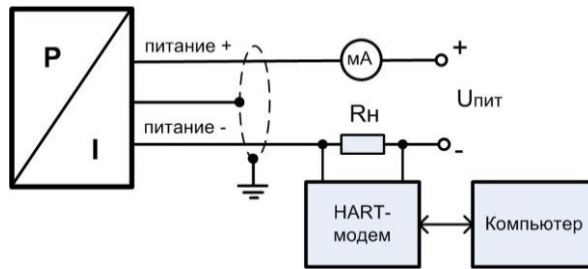 P
I
питание +
питание -
мА
+
Uпит
Rн
-
HART-
модем
Компьютер